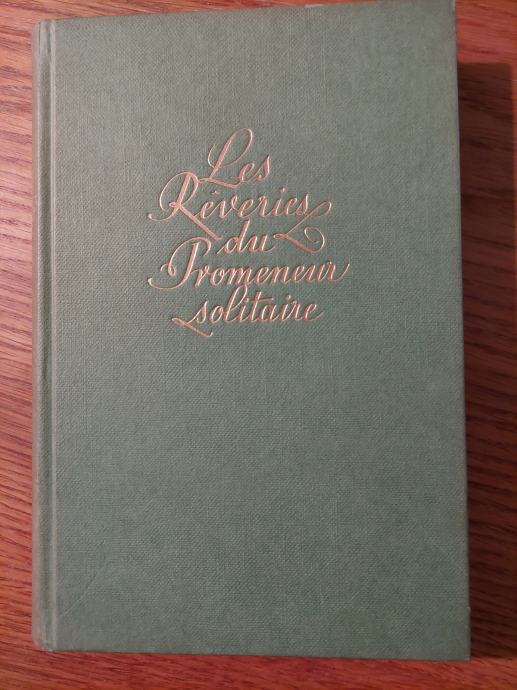 Les
Rêveries
du
Promeneur
solitaire